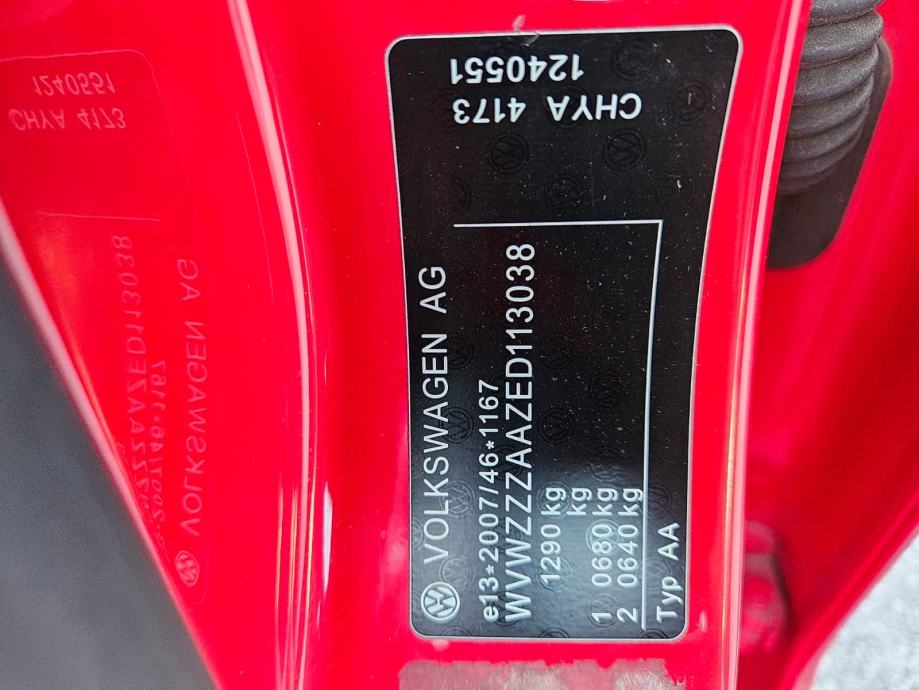 VOLKSWAGEN AG
e13*2007/46*1167
WVWZZZAAZED113038
1290 kg
kg
1 0680 kg
2 0640 kg
Typ AA
CHYA 4173
1240551